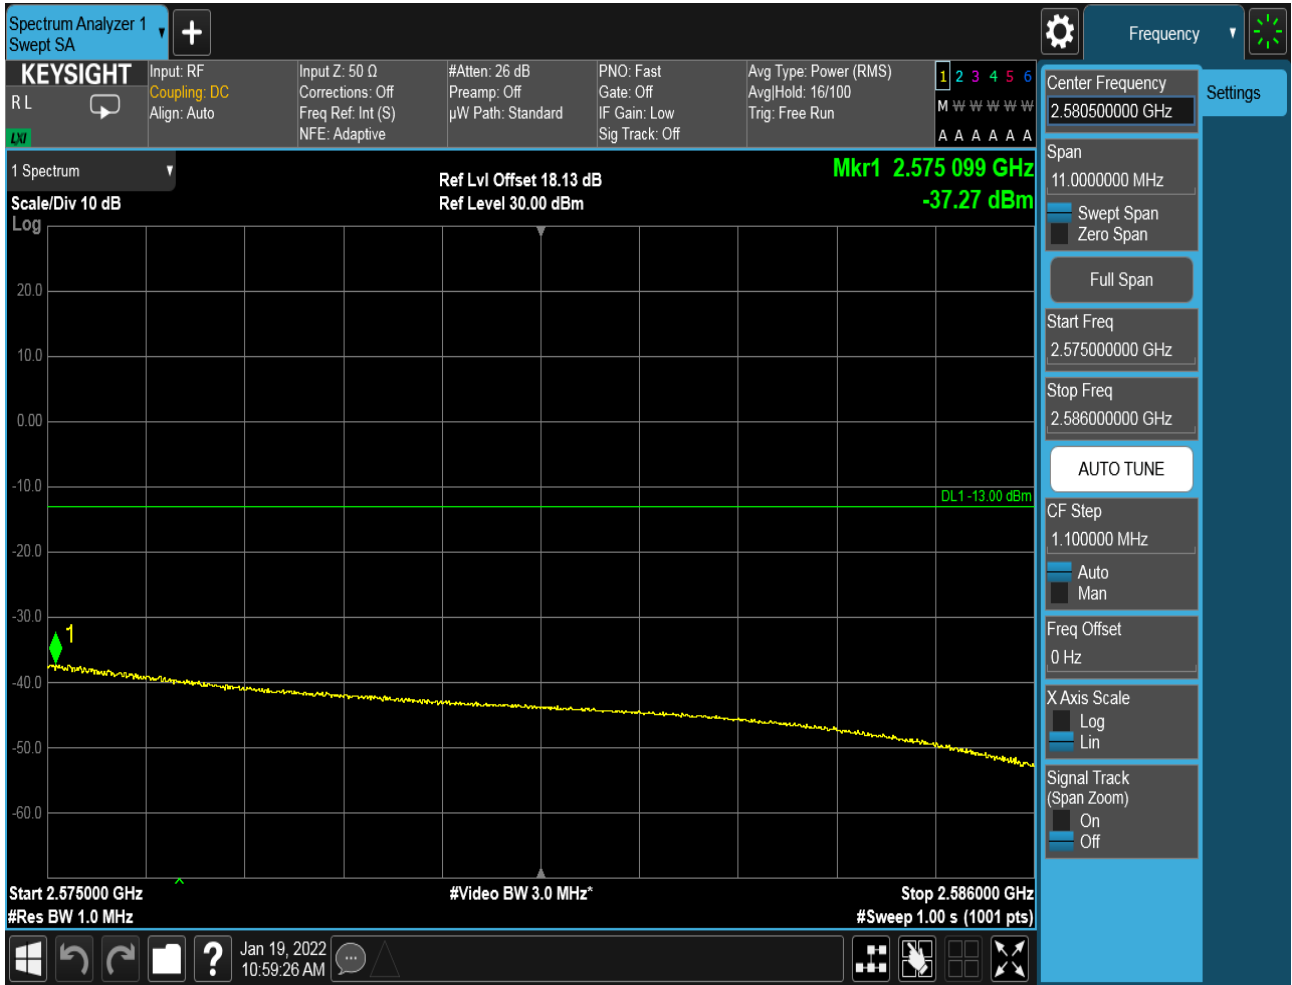 Spectrum Analyzer 1
Swept SA
Frequency
KEYSIGHT
R L
LXI
Input: RF
Coupling: DC
Align: Auto
Input Z: 50 Ω
Corrections: Off
Freq Ref: Int (S)
NFE: Adaptive
#Atten: 26 dB
Preamp: Off
µW Path: Standard
PNO: Fast
Gate: Off
IF Gain: Low
Sig Track: Off
Avg Type: Power (RMS)
Avg|Hold: 16/100
Trig: Free Run
1 2 3 4 5 6
M W W W W W
A A A A A A
1 Spectrum
Scale/Div 10 dB
Log
Ref Lvl Offset 18.13 dB
Ref Level 30.00 dBm
Mkr1 2.575 099 GHz
-37.27 dBm
20.0
10.0
0.00
-10.0
DL1 -13.00 dBm
-20.0
-30.0
1
-40.0
-50.0
-60.0
Start 2.575000 GHz
#Res BW 1.0 MHz
#Video BW 3.0 MHz*
Stop 2.586000 GHz
#Sweep 1.00 s (1001 pts)
Jan 19, 2022
10:59:26 AM
Center Frequency
2.580500000 GHz
Settings
Span
11.0000000 MHz
Swept Span
Zero Span
Full Span
Start Freq
2.575000000 GHz
Stop Freq
2.586000000 GHz
AUTO TUNE
CF Step
1.100000 MHz
Auto
Man
Freq Offset
0 Hz
X Axis Scale
Log
Lin
Signal Track
(Span Zoom)
On
Off